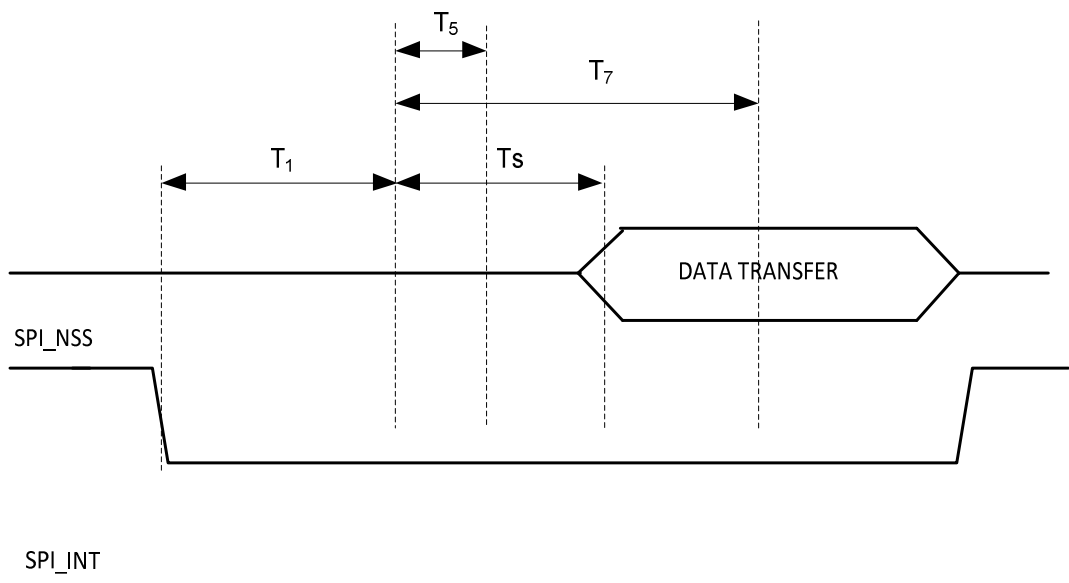 T5
T7
T1
Ts
DATA TRANSFER
SPI_NSS
SPI_INT